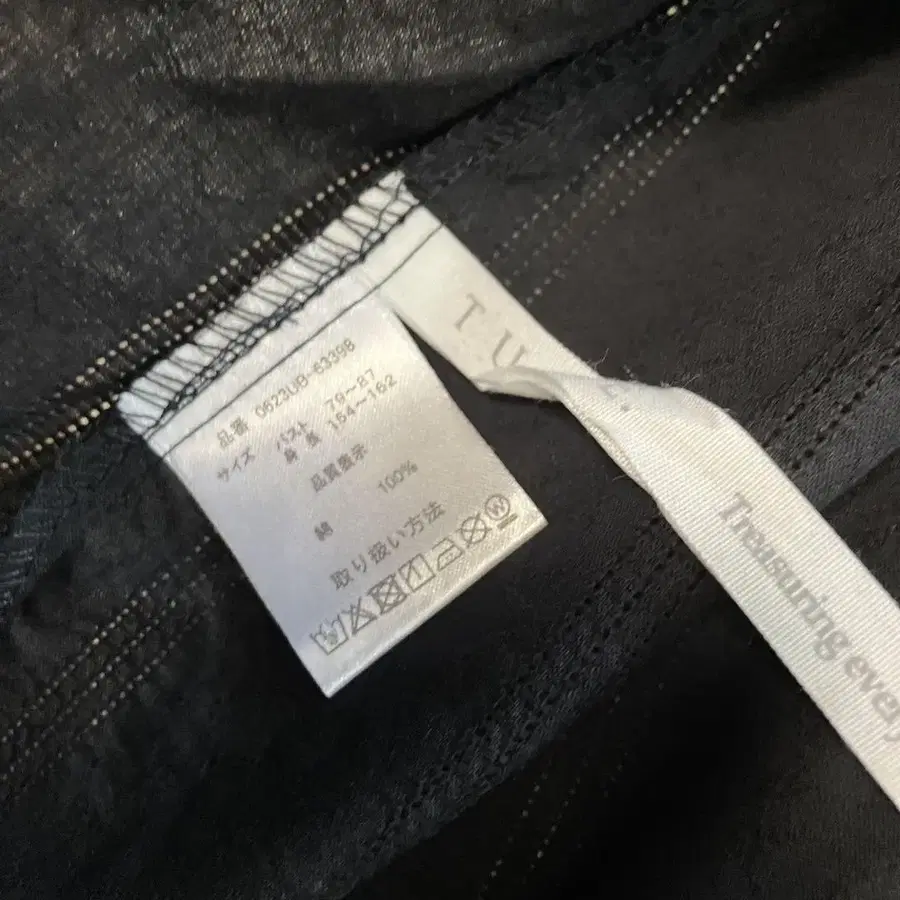 品番 0623UB-63398
サイズ バスト 79~87
身長 154~162
品質表示
綿 100%
取り扱い方法
W
T U
Treasuring every